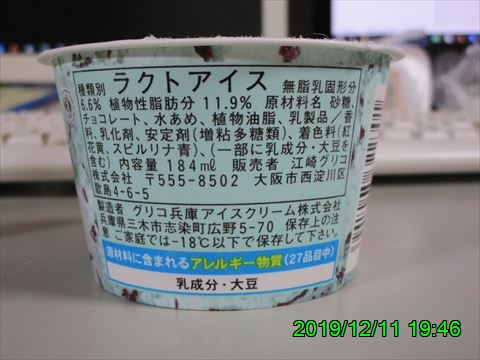 種類別 ラクトアイス 無脂乳固形分
6.6% 植物性脂肪分 11.9% 原材料名 砂糖、
チョコレート、水あめ、植物油脂、乳製品／香
料、乳化剤、安定剤(増粘多糖類)、着色料(紅
花黄、スピルリナ青)、(一部に乳成分・大豆を
含む) 内容量 184mℓ 販売者 江崎グリコ
株式会社 〒555-8502 大阪市西淀川区
歌島4-6-5
製造者 グリコ兵庫アイスクリーム株式会社
兵庫県三木市志染町広野5-70 保存上の注
意 ご家庭では-18℃以下で保存して下さい。
原材料に含まれるアレルギー物質(27品目中)
乳成分・大豆
2019/12/11 19:46